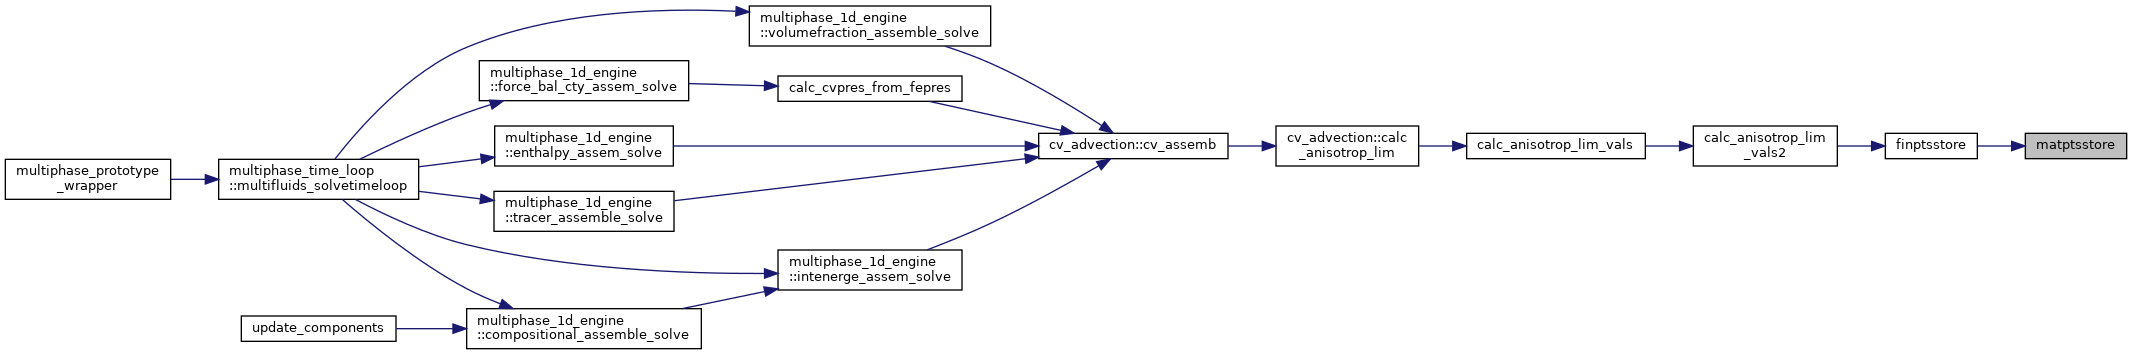 multiphase_prototype
_wrapper
multiphase_time_loop
::multifluids_solvetimeloop
update_components
multiphase_1d_engine
::force_bal_cty_assem_solve
multiphase_1d_engine
::enthalpy_assem_solve
multiphase_1d_engine
::tracer_assemble_solve
multiphase_1d_engine
::compositional_assemble_solve
multiphase_1d_engine
::volumefraction_assemble_solve
calc_cvpres_from_fepres
multiphase_1d_engine
::intenerge_assem_solve
cv_advection::cv_assemb
cv_advection::calc
_anisotrop_lim
calc_anisotrop_lim_vals
calc_anisotrop_lim
_vals2
finptsstore
matptsstore